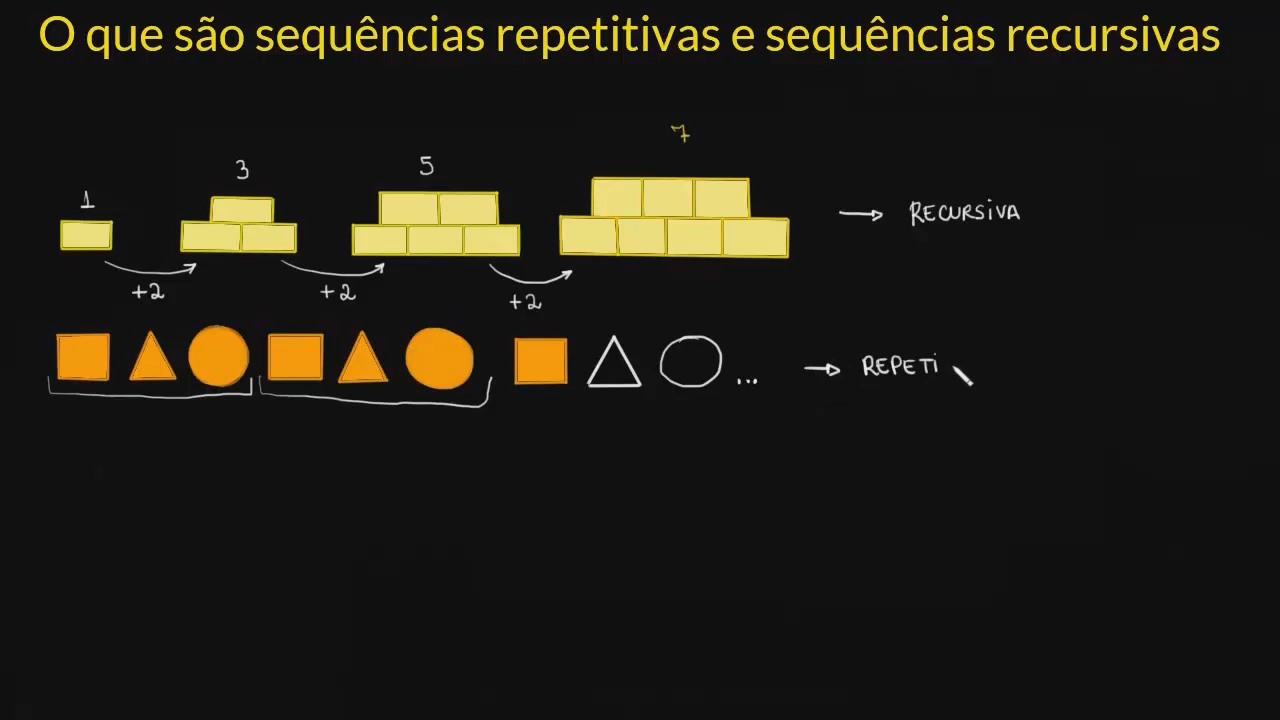 O que são sequências repetitivas e sequências recursivas
1 3 5 7
RECURSIVA
+2 +2 +2
... REPETI